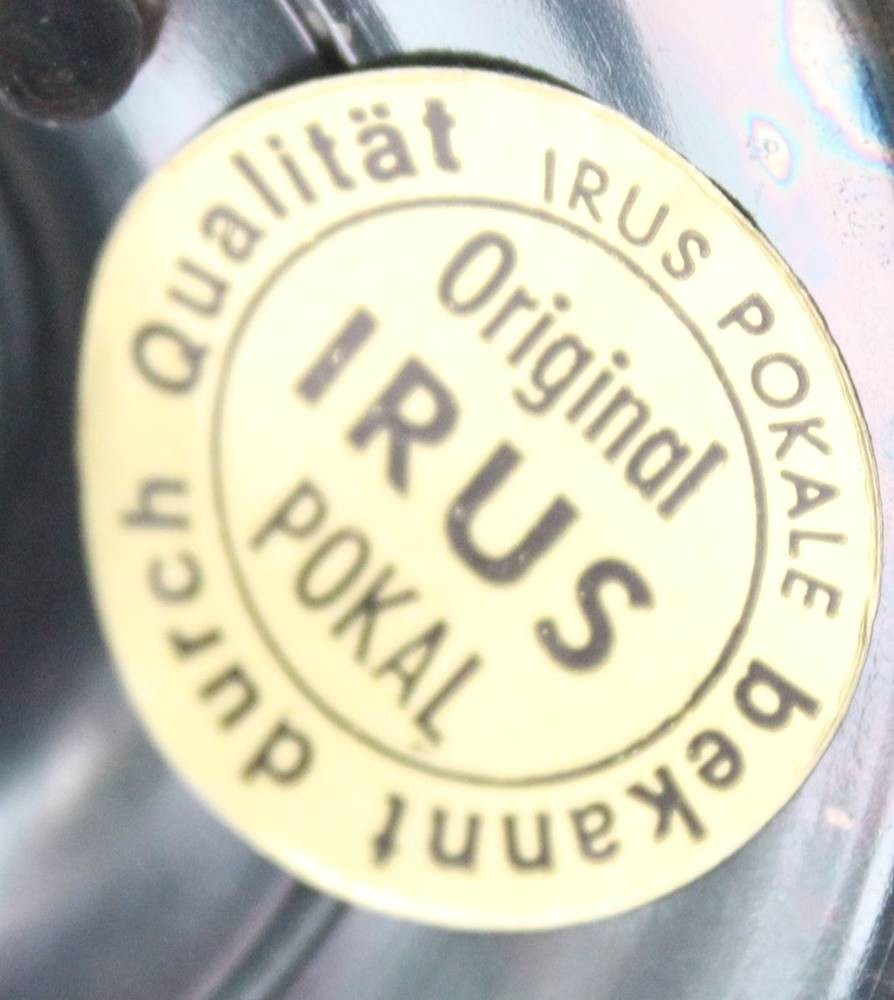 IRUS POKALE bekannt durch Qualität
Original
IRUS
POKAL